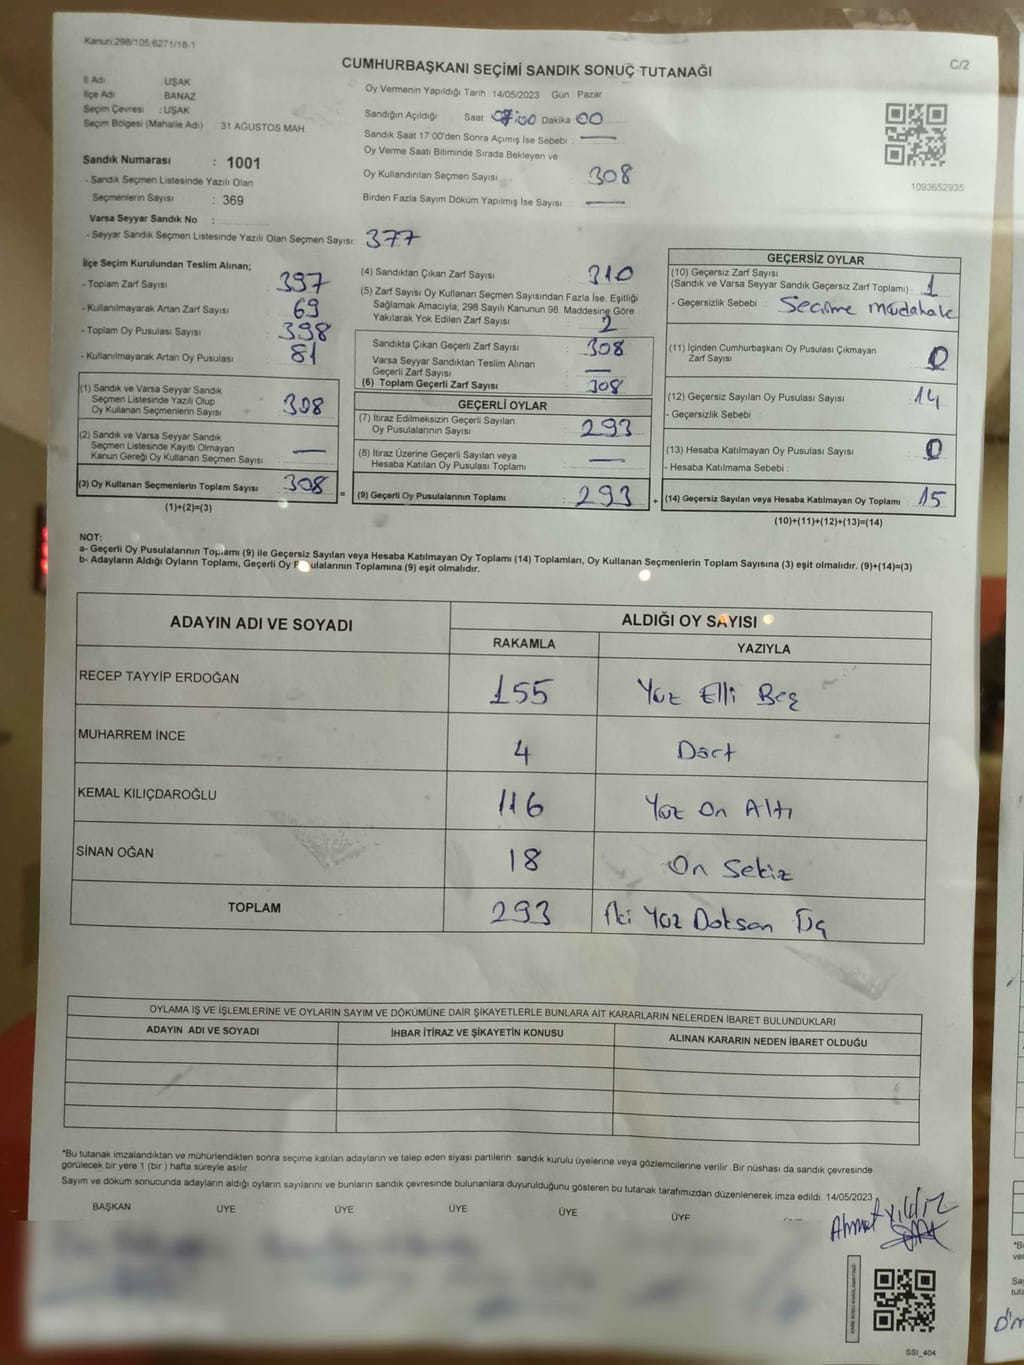 Kanun:298/105;6271/18-1
C/2
CUMHURBAŞKANI SEÇİMİ SANDIK SONUÇ TUTANAĞI
İl Adı UŞAK
İlçe Adı BANAZ
Seçim Çevresi : UŞAK
Seçim Bölgesi (Mahalle Adı) 31 AĞUSTOS MAH
Oy Vermenin Yapıldığı Tarih : 14/05/2023 Gün : Pazar
Sandığın Açıldığı Saat Dakika 00
Sandık Saat 17:00'den Sonra Açımış İse Sebebi : —
Oy Verme Saati Bitiminde Sırada Bekleyen ve
Oy Kullandırılan Seçmen Sayısı 308
Birden Fazla Sayım Döküm Yapılmış İse Sayısı —
1093652935
Sandık Numarası : 1001
- Sandık Seçmen Listesinde Yazılı Olan
Seçmenlerin Sayısı : 369
Varsa Seyyar Sandık No :
- Seyyar Sandık Seçmen Listesinde Yazılı Olan Seçmen Sayısı: 377
İlçe Seçim Kurulundan Teslim Alınan;
- Toplam Zarf Sayısı 397
- Kullanılmayarak Artan Zarf Sayısı 69
- Toplam Oy Pusulası Sayısı 398
- Kullanılmayarak Artan Oy Pusulası 81
(1) Sandık ve Varsa Seyyar Sandık
Seçmen Listesinde Yazılı Olup
Oy Kullanan Seçmenlerin Sayısı 308
(2) Sandık ve Varsa Seyyar Sandık
Seçmen Listesinde Kayıtlı Olmayan
Kanun Gereği Oy Kullanan Seçmen Sayısı —
(3) Oy Kullanan Seçmenlerin Toplam Sayısı 308 =
(1)+(2)=(3)
(4) Sandıktan Çıkan Zarf Sayısı 310
(5) Zarf Sayısı Oy Kullanan Seçmen Sayısından Fazla İse, Eşitliği
Sağlamak Amacıyla; 298 Sayılı Kanunun 98. Maddesine Göre
Yakılarak Yok Edilen Zarf Sayısı : 2
Sandıkta Çıkan Geçerli Zarf Sayısı 308
Varsa Seyyar Sandıktan Teslim Alınan
Geçerli Zarf Sayısı —
(6) Toplam Geçerli Zarf Sayısı 308
GEÇERLİ OYLAR
(7) İtiraz Edilmeksizin Geçerli Sayılan
Oy Pusulalarının Sayısı 293
(8) İtiraz Üzerine Geçerli Sayılan veya
Hesaba Katılan Oy Pusulası Toplamı —
(9) Geçerli Oy Pusulalarının Toplamı : 293 +
GEÇERSİZ OYLAR
(10) Geçersiz Zarf Sayısı
(Sandık ve Varsa Seyyar Sandık Geçersiz Zarf Toplamı) : 1
- Geçersizlik Sebebi : Secime müdahale
(11) İçinden Cumhurbaşkanı Oy Pusulası Çıkmayan
Zarf Sayısı 0
(12) Geçersiz Sayılan Oy Pusulası Sayısı 14
- Geçersizlik Sebebi :
(13) Hesaba Katılmayan Oy Pusulası Sayısı 0
- Hesaba Katılmama Sebebi :
(14) Geçersiz Sayılan veya Hesaba Katılmayan Oy Toplamı 15
(10)+(11)+(12)+(13)=(14)
NOT:
a- Geçerli Oy Pusulalarının Toplamı (9) ile Geçersiz Sayılan veya Hesaba Katılmayan Oy Toplamı (14) Toplamları, Oy Kullanan Seçmenlerin Toplam Sayısına (3) eşit olmalıdır. (9)+(14)=(3)
b- Adayların Aldığı Oyların Toplamı, Geçerli Oy Pusulalarının Toplamına (9) eşit olmalıdır.
ADAYIN ADI VE SOYADI
ALDIĞI OY SAYISI
RAKAMLA YAZIYLA
RECEP TAYYİP ERDOĞAN 155 Yüz Elli Beş
MUHARREM İNCE 4 Dört
KEMAL KILIÇDAROĞLU 116 Yüz On Altı
SİNAN OĞAN 18 On Sekiz
TOPLAM 293 İki Yüz Doksan Üç
OYLAMA İŞ VE İŞLEMLERİNE VE OYLARIN SAYIM VE DÖKÜMÜNE DAİR ŞİKAYETLERLE BUNLARA AİT KARARLARIN NELERDEN İBARET BULUNDUKLARI
ADAYIN ADI VE SOYADI İHBAR İTİRAZ VE ŞİKAYETİN KONUSU ALINAN KARARIN NEDEN İBARET OLDUĞU
*Bu tutanak imzalandıktan ve mühürlendikten sonra seçime katılan adayların ve talep eden siyasi partilerin sandık kurulu üyelerine veya gözlemcilerine verilir. Bir nüshası da sandık çevresinde
görülecek bir yere 1 (bir ) hafta süreyle asılır.
Sayım ve döküm sonucunda adayların aldığı oyların sayılarını ve bunların sandık çevresinde bulunanlara duyurulduğunu gösteren bu tutanak tarafımızdan düzenlenerek imza edildi. 14/05/2023
BAŞKAN ÜYE ÜYE ÜYE ÜYE ÜYE
Ahmet Yıldız
SSI_404